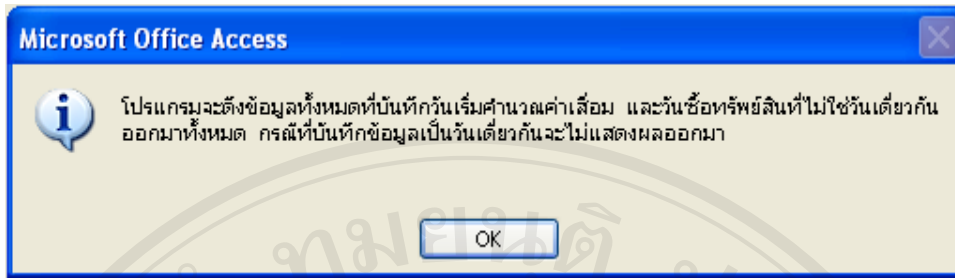 Microsoft Office Access
โปรแกรมจะดึงข้อมูลทั้งหมดที่บันทึกวันเริ่มคำนวณค่าเสื่อม และวันซื้อทรัพย์สินที่ไม่ใช่วันเดี่ยวกัน
ออกมาทั้งหมด กรณีที่บันทึกข้อมูลเป็นวันเดี่ยวกันจะไม่แสดงผลออกมา
OK